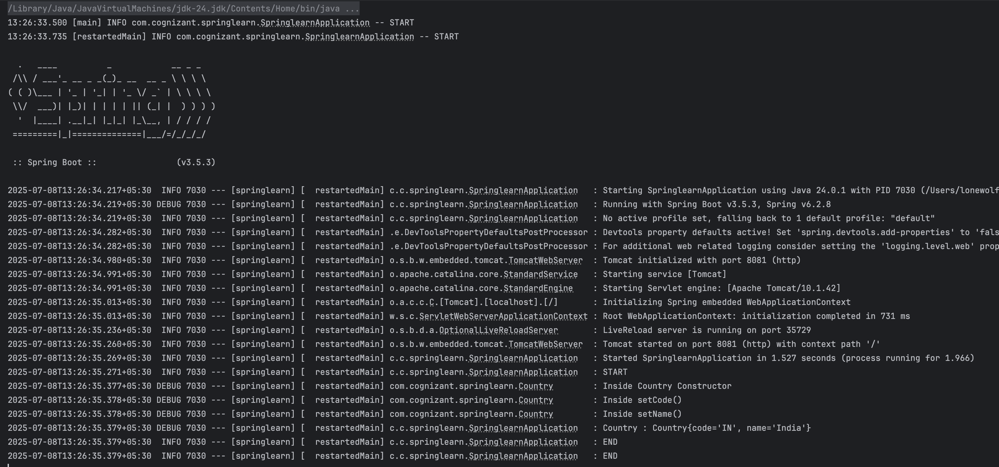 /Library/Java/JavaVirtualMachines/jdk-24.jdk/Contents/Home/bin/java ...
13:26:33.500 [main] INFO com.cognizant.springlearn.SpringlearnApplication -- START
13:26:33.735 [restartedMain] INFO com.cognizant.springlearn.SpringlearnApplication -- START
  .   ____          _            __ _ _
 /\\ / ___'_ __ _ _(_)_ __  __ _ \ \ \ \
( ( )\___ | '_ | '_| | '_ \/ _` | \ \ \ \
 \\/  ___)| |_)| | | | | || (_| |  ) ) ) )
  '  |____| .__|_| |_|_| |_\__, | / / / /
 =========|_|==============|___/=/_/_/_/
 :: Spring Boot ::                (v3.5.3)
2025-07-08T13:26:34.217+05:30  INFO 7030 --- [springlearn] [  restartedMain] c.c.springlearn.SpringlearnApplication   : Starting SpringlearnApplication using Java 24.0.1 with PID 7030 (/Users/lonewolf
2025-07-08T13:26:34.219+05:30 DEBUG 7030 --- [springlearn] [  restartedMain] c.c.springlearn.SpringlearnApplication   : Running with Spring Boot v3.5.3, Spring v6.2.8
2025-07-08T13:26:34.219+05:30  INFO 7030 --- [springlearn] [  restartedMain] c.c.springlearn.SpringlearnApplication   : No active profile set, falling back to 1 default profile: "default"
2025-07-08T13:26:34.282+05:30  INFO 7030 --- [springlearn] [  restartedMain] .e.DevToolsPropertyDefaultsPostProcessor : Devtools property defaults active! Set 'spring.devtools.add-properties' to 'fals
2025-07-08T13:26:34.282+05:30  INFO 7030 --- [springlearn] [  restartedMain] .e.DevToolsPropertyDefaultsPostProcessor : For additional web related logging consider setting the 'logging.level.web' prop
2025-07-08T13:26:34.980+05:30  INFO 7030 --- [springlearn] [  restartedMain] o.s.b.w.embedded.tomcat.TomcatWebServer  : Tomcat initialized with port 8081 (http)
2025-07-08T13:26:34.991+05:30  INFO 7030 --- [springlearn] [  restartedMain] o.apache.catalina.core.StandardService   : Starting service [Tomcat]
2025-07-08T13:26:34.991+05:30  INFO 7030 --- [springlearn] [  restartedMain] o.apache.catalina.core.StandardEngine    : Starting Servlet engine: [Apache Tomcat/10.1.42]
2025-07-08T13:26:35.013+05:30  INFO 7030 --- [springlearn] [  restartedMain] o.a.c.c.C.[Tomcat].[localhost].[/]       : Initializing Spring embedded WebApplicationContext
2025-07-08T13:26:35.013+05:30  INFO 7030 --- [springlearn] [  restartedMain] w.s.c.ServletWebServerApplicationContext : Root WebApplicationContext: initialization completed in 731 ms
2025-07-08T13:26:35.236+05:30  INFO 7030 --- [springlearn] [  restartedMain] o.s.b.d.a.OptionalLiveReloadServer       : LiveReload server is running on port 35729
2025-07-08T13:26:35.260+05:30  INFO 7030 --- [springlearn] [  restartedMain] o.s.b.w.embedded.tomcat.TomcatWebServer  : Tomcat started on port 8081 (http) with context path '/'
2025-07-08T13:26:35.269+05:30  INFO 7030 --- [springlearn] [  restartedMain] c.c.springlearn.SpringlearnApplication   : Started SpringlearnApplication in 1.527 seconds (process running for 1.966)
2025-07-08T13:26:35.271+05:30  INFO 7030 --- [springlearn] [  restartedMain] c.c.springlearn.SpringlearnApplication   : START
2025-07-08T13:26:35.377+05:30 DEBUG 7030 --- [springlearn] [  restartedMain] com.cognizant.springlearn.Country        : Inside Country Constructor
2025-07-08T13:26:35.378+05:30 DEBUG 7030 --- [springlearn] [  restartedMain] com.cognizant.springlearn.Country        : Inside setCode()
2025-07-08T13:26:35.378+05:30 DEBUG 7030 --- [springlearn] [  restartedMain] com.cognizant.springlearn.Country        : Inside setName()
2025-07-08T13:26:35.379+05:30 DEBUG 7030 --- [springlearn] [  restartedMain] c.c.springlearn.SpringlearnApplication   : Country : Country{code='IN', name='India'}
2025-07-08T13:26:35.379+05:30  INFO 7030 --- [springlearn] [  restartedMain] c.c.springlearn.SpringlearnApplication   : END
2025-07-08T13:26:35.379+05:30  INFO 7030 --- [springlearn] [  restartedMain] c.c.springlearn.SpringlearnApplication   : END